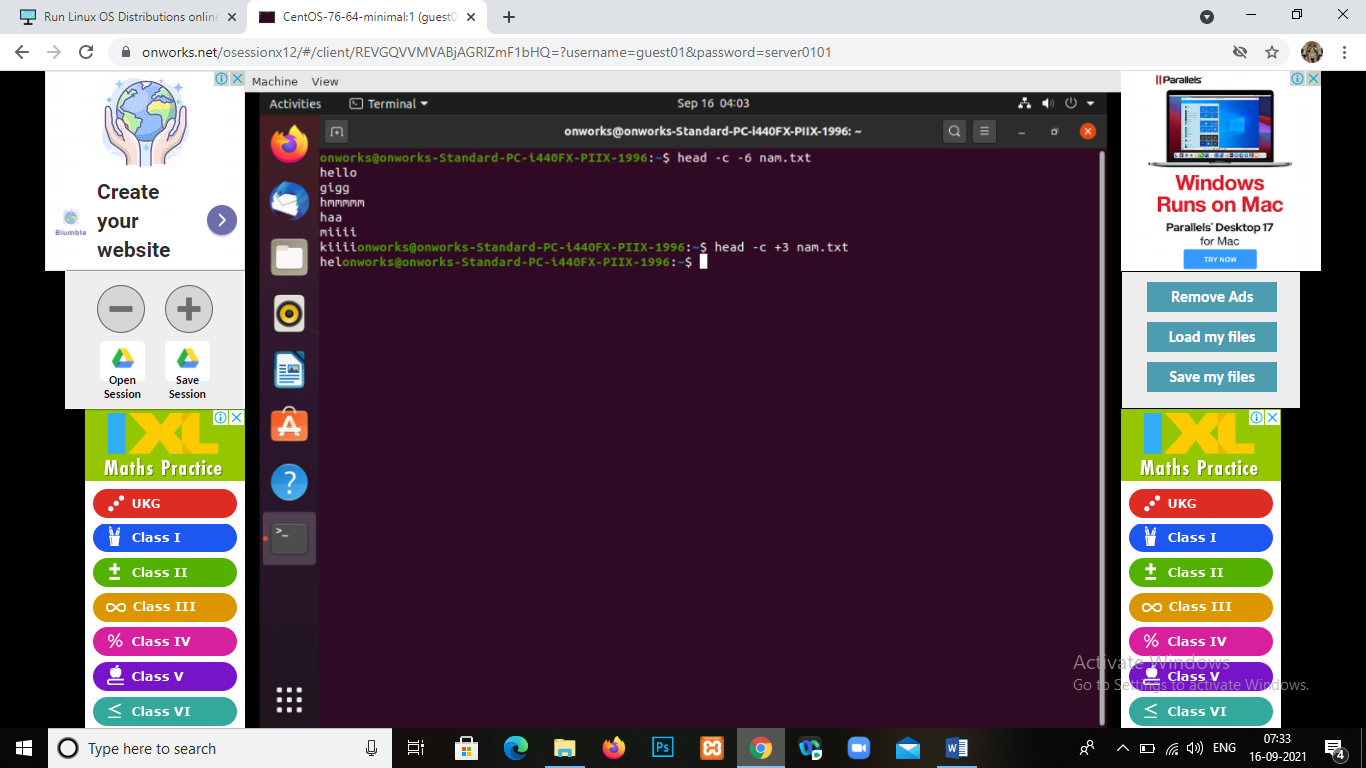 Run Linux OS Distributions online
CentOS-76-64-minimal:1 (guest0
onworks.net/osessionx12/#/client/REVGQVVMVABjAGRlZmF1bHQ=?username=guest01&password=server0101
Machine View
Activities
Terminal
Sep 16 04:03
onworks@onworks-Standard-PC-i440FX-PIIX-1996: ~
onworks@onworks-Standard-PC-i440FX-PIIX-1996:~$ head -c -6 nam.txt
hello
gigg
hmmmmm
haa
miiii
kiiiionworks@onworks-Standard-PC-i440FX-PIIX-1996:~$ head -c +3 nam.txt
helonworks@onworks-Standard-PC-i440FX-PIIX-1996:~$
Create
your
website
Blumble
Open
Session
Save
Session
IXL
Maths Practice
UKG
Class I
Class II
Class III
Class IV
Class V
Class VI
Parallels
Windows
Runs on Mac
Parallels Desktop 17
for Mac
TRY NOW
Remove Ads
Load my files
Save my files
IXL
Maths Practice
UKG
Class I
Class II
Class III
Class IV
Class V
Class VI
Activate Windows
Go to Settings to activate Windows.
Type here to search
Ps
ENG
07:33
16-09-2021
4